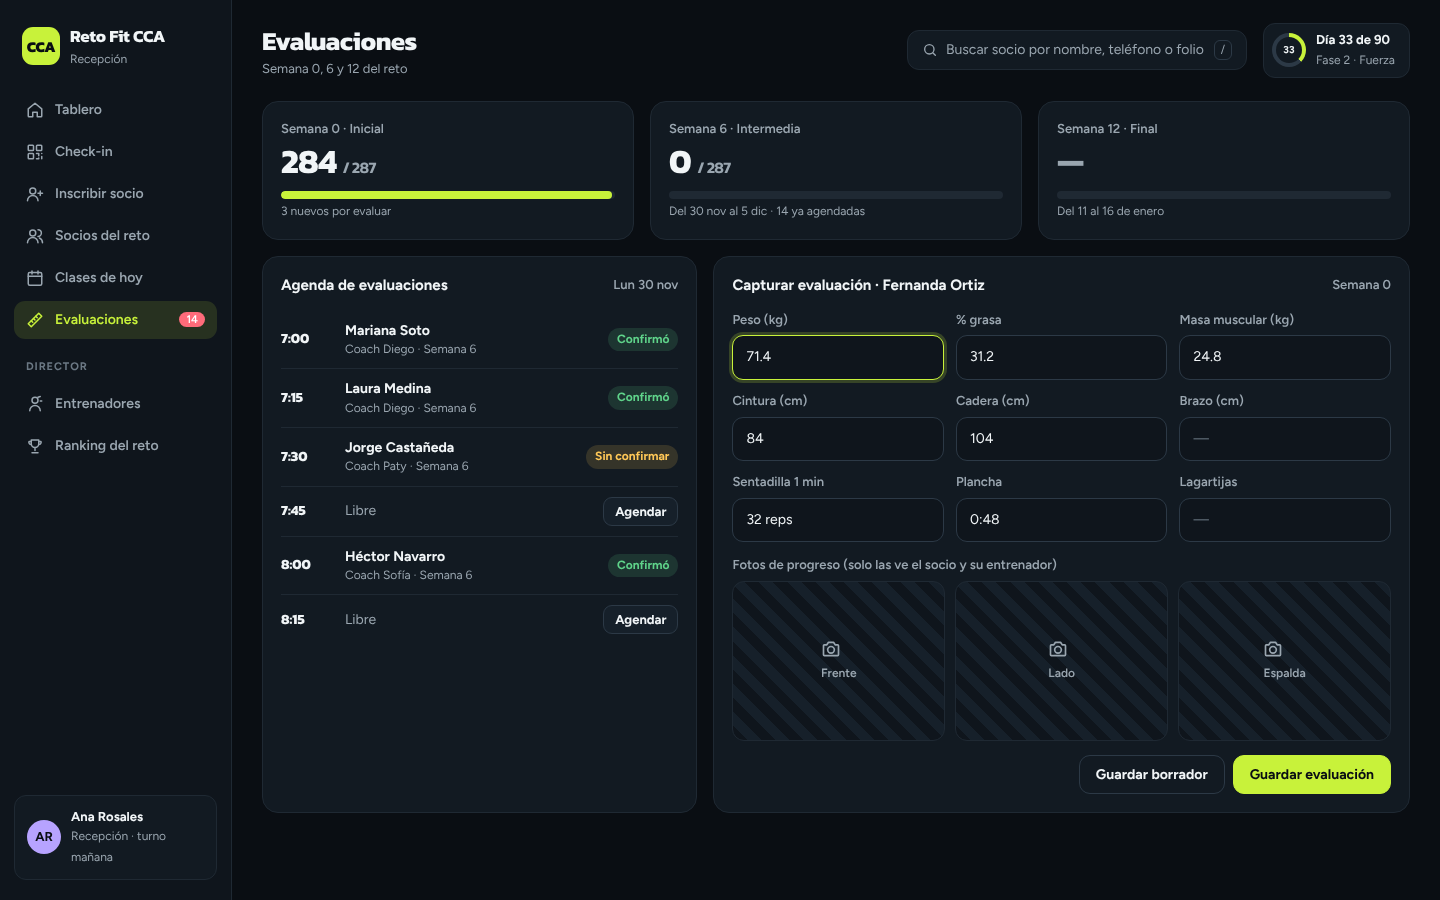 CCA
Reto Fit CCA
Recepción
Tablero
Check-in
Inscribir socio
Socios del reto
Clases de hoy
Evaluaciones
14
DIRECTOR
Entrenadores
Ranking del reto
AR
Ana Rosales
Recepción · turno
mañana
Evaluaciones
Semana 0, 6 y 12 del reto
Buscar socio por nombre, teléfono o folio
/
33
Día 33 de 90
Fase 2 · Fuerza
Semana 0 · Inicial
284 / 287
3 nuevos por evaluar
Semana 6 · Intermedia
0 / 287
Del 30 nov al 5 dic · 14 ya agendadas
Semana 12 · Final
—
Del 11 al 16 de enero
Agenda de evaluaciones
Lun 30 nov
7:00
Mariana Soto
Coach Diego · Semana 6
Confirmó
7:15
Laura Medina
Coach Diego · Semana 6
Confirmó
7:30
Jorge Castañeda
Coach Paty · Semana 6
Sin confirmar
7:45
Libre
Agendar
8:00
Héctor Navarro
Coach Sofía · Semana 6
Confirmó
8:15
Libre
Agendar
Capturar evaluación · Fernanda Ortiz
Semana 0
Peso (kg)
71.4
% grasa
31.2
Masa muscular (kg)
24.8
Cintura (cm)
84
Cadera (cm)
104
Brazo (cm)
—
Sentadilla 1 min
32 reps
Plancha
0:48
Lagartijas
—
Fotos de progreso (solo las ve el socio y su entrenador)
Frente
Lado
Espalda
Guardar borrador
Guardar evaluación